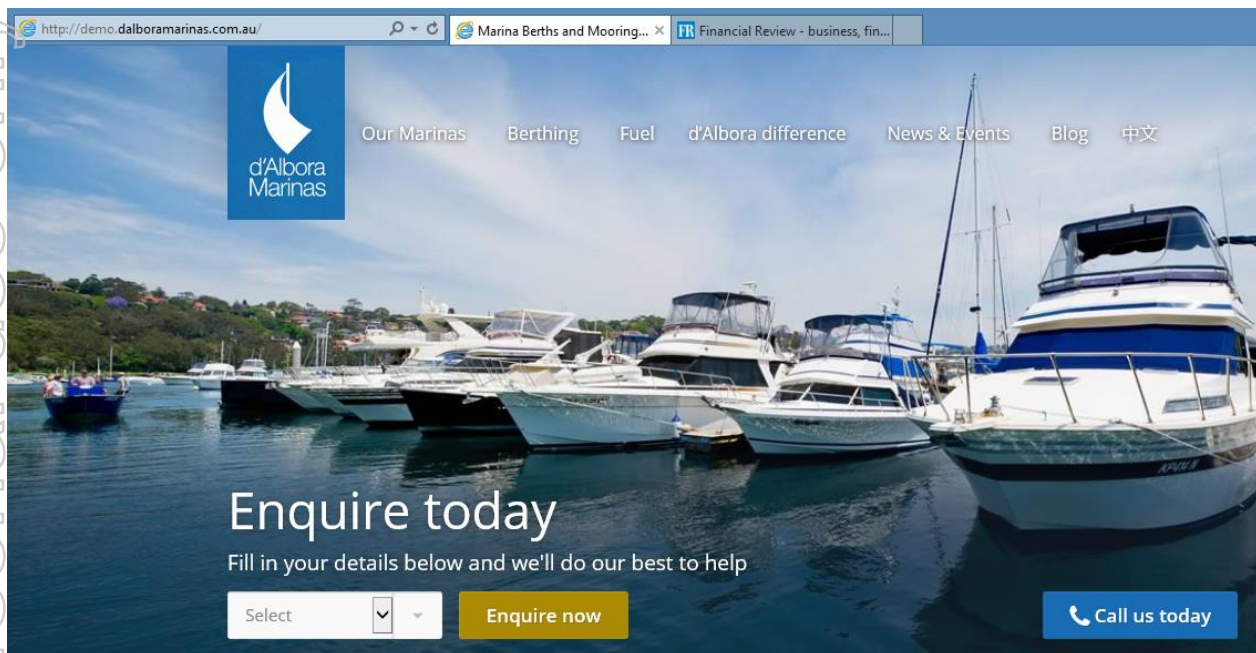 http://demo.dalboramarinas.com.au/
Marina Berths and Mooring...
FR Financial Review - business, fin...
d'Albora
Marinas
Our Marinas Berthing Fuel d'Albora difference News & Events Blog 中文
Enquire today
Fill in your details below and we'll do our best to help
Select
Enquire now
Call us today